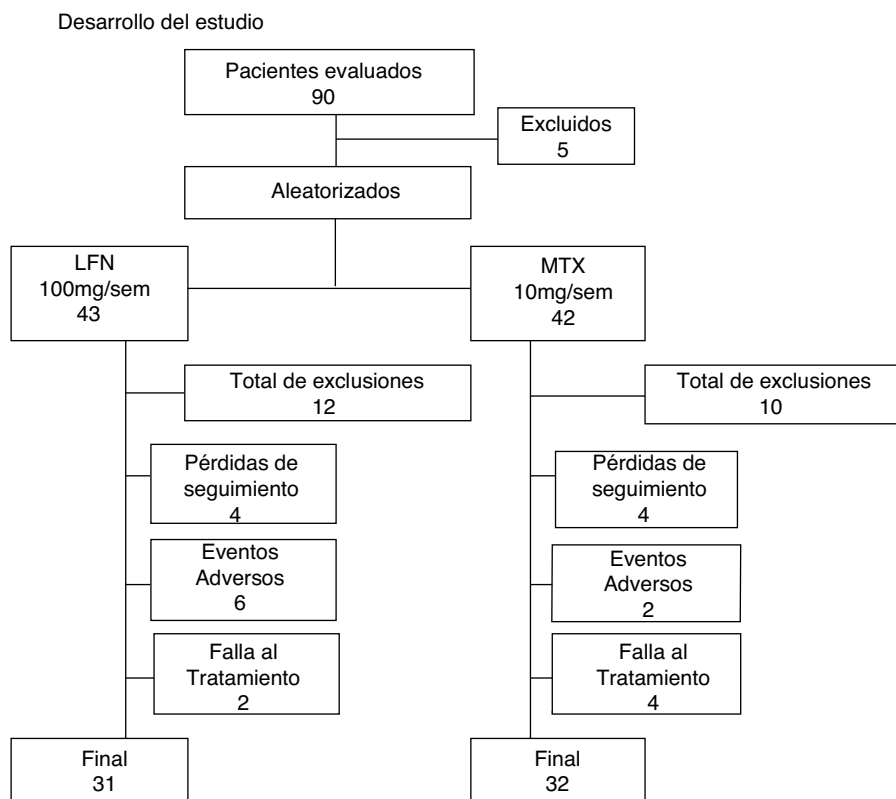 Desarrollo del estudio
Pacientes evaluados
90
Excluidos
5
Aleatorizados
LFN
100mg/sem
43
MTX
10mg/sem
42
Total de exclusiones
12
Total de exclusiones
10
Pérdidas de
seguimiento
4
Pérdidas de
seguimiento
4
Eventos
Adversos
6
Eventos
Adversos
2
Falla al
Tratamiento
2
Falla al
Tratamiento
4
Final
31
Final
32